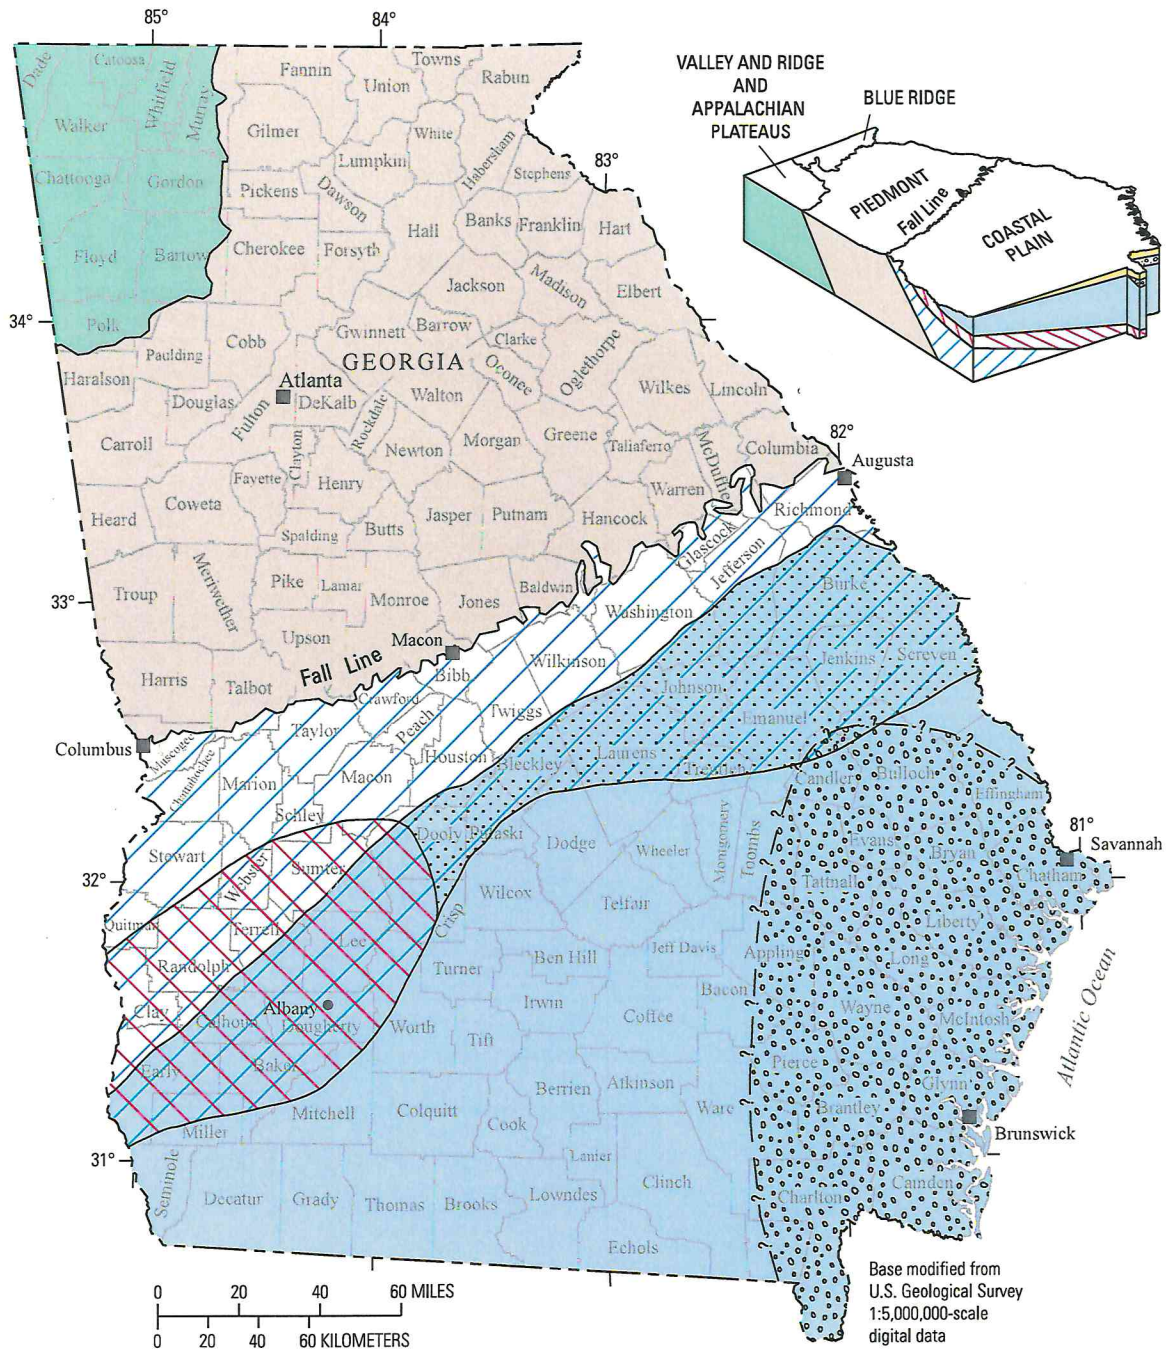 85°
84°
Dade
Catoosa
Whitfield
Murray
Walker
Chattooga
Gordon
Floyd
Bartow
Polk
Fannin
Towns
Union
Rabun
Gilmer
White
Habersham
Lumpkin
Stephens
83°
Pickens
Dawson
Banks
Franklin
Hart
Hall
Cherokee
Forsyth
Jackson
Madison
Elbert
34°
Cobb
Gwinnett
Barrow
Clarke
Paulding
GEORGIA
Oconee
Oglethorpe
Haralson
Atlanta
Douglas
Fulton
DeKalb
Rockdale
Walton
Wilkes
Lincoln
Carroll
Clayton
Newton
Morgan
Greene
Taliaferro
McDuffie
Columbia
82°
Augusta
Fayette
Henry
Warren
Coweta
Heard
Spalding
Butts
Jasper
Putnam
Hancock
Glascock
Richmond
Jefferson
33°
Troup
Meriwether
Pike
Lamar
Monroe
Jones
Baldwin
Washington
Burke
Upson
Macon
Fall Line
Harris
Talbot
Crawford
Bibb
Wilkinson
Jenkins
Screven
Columbus
Muscogee
Taylor
Peach
Twiggs
Johnson
Emanuel
Chattahoochee
Marion
Macon
Houston
Bleckley
Laurens
Treutlen
Candler
Bulloch
Effingham
Schley
Dooly
Pulaski
Dodge
Wheeler
Montgomery
Toombs
Evans
Bryan
81°
Savannah
Chatham
Stewart
Webster
Sumter
32°
Quitman
Terrell
Lee
Crisp
Wilcox
Telfair
Tattnall
Liberty
Randolph
Turner
Ben Hill
Jeff Davis
Appling
Long
Clay
Calhoun
Albany
Dougherty
Worth
Tift
Irwin
Coffee
Bacon
Wayne
McIntosh
Atlantic Ocean
Early
Baker
Mitchell
Colquitt
Berrien
Atkinson
Ware
Pierce
Brantley
Glynn
Brunswick
Miller
Cook
31°
Seminole
Decatur
Grady
Thomas
Brooks
Lanier
Lowndes
Clinch
Charlton
Camden
Echols
? ? ? ? ? ? ? ? ? ? ? ?
VALLEY AND RIDGE
AND
APPALACHIAN
PLATEAUS
BLUE RIDGE
PIEDMONT
Fall Line
COASTAL
PLAIN
0 20 40 60 MILES
0 20 40 60 KILOMETERS
Base modified from
U.S. Geological Survey
1:5,000,000-scale
digital data